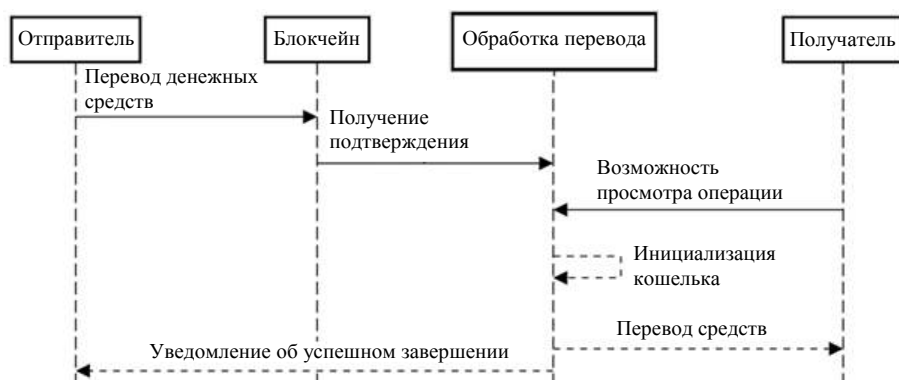 Отправитель
Блокчейн
Обработка перевода
Получатель
Перевод денежных
средств
Получение
подтверждения
Возможность
просмотра операции
Инициализация
кошелька
Перевод средств
Уведомление об успешном завершении